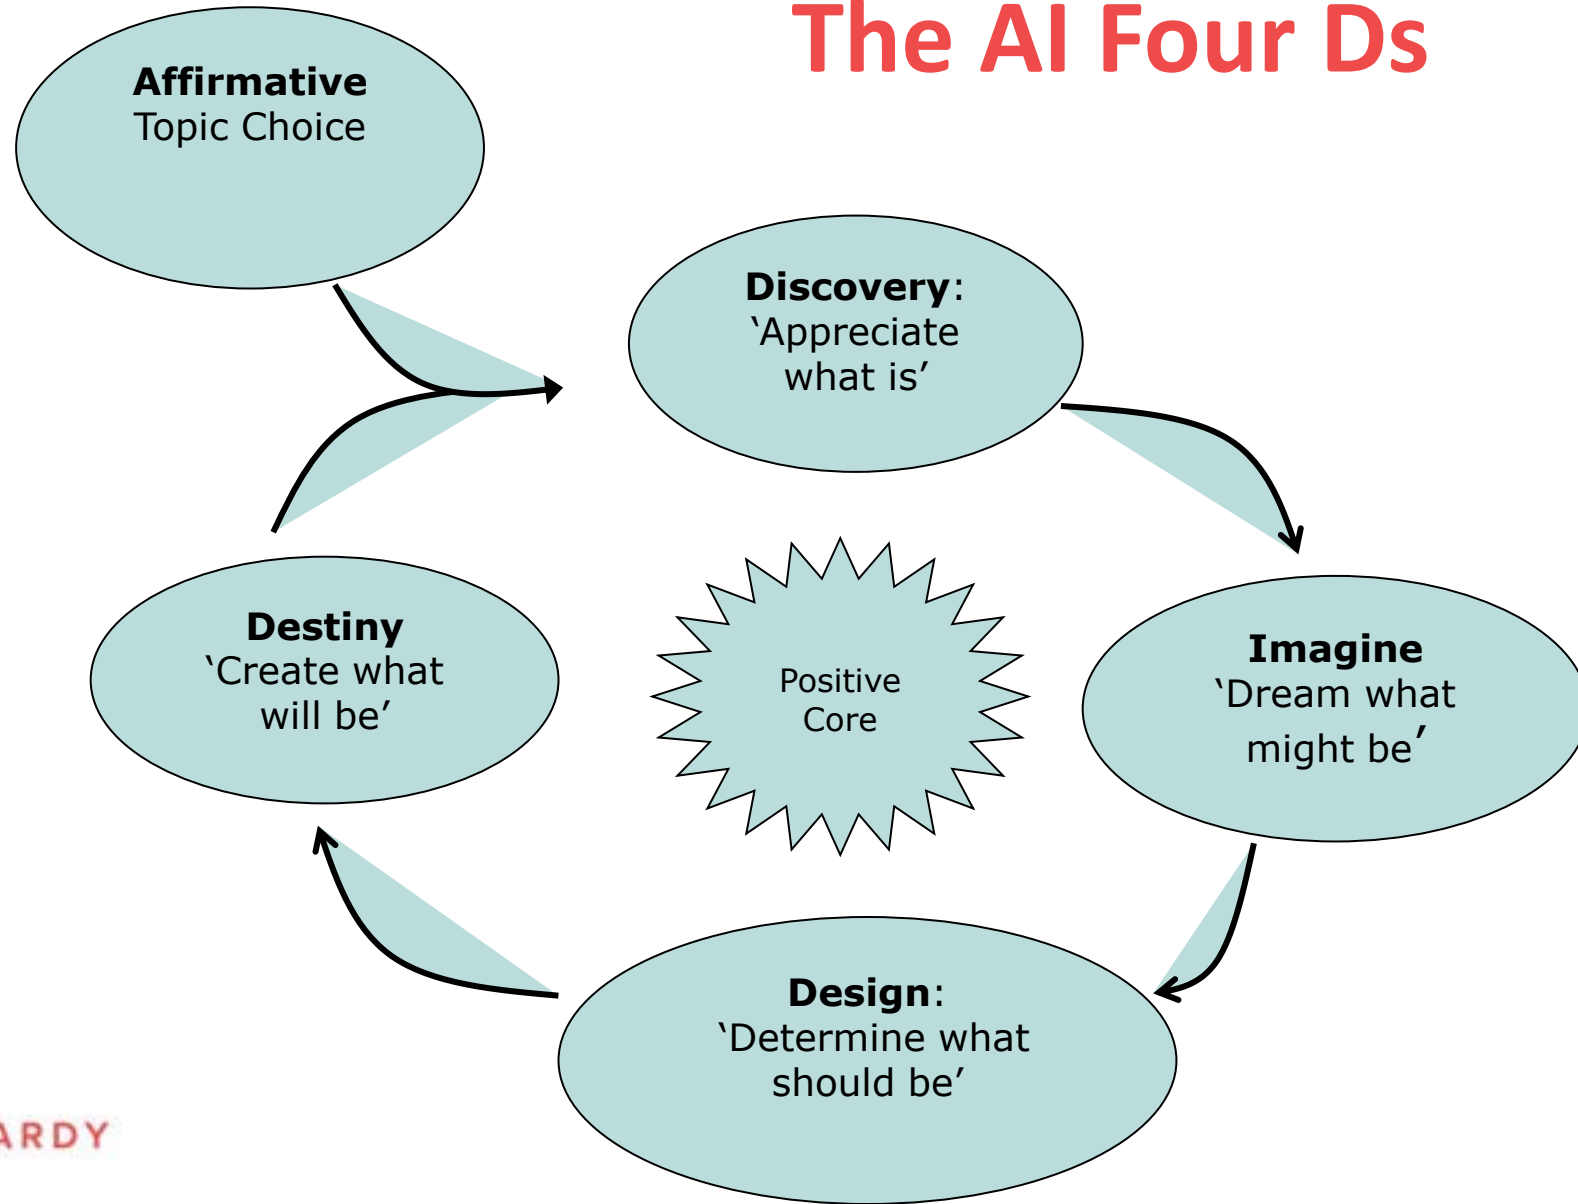 The AI Four Ds
Affirmative
Topic Choice
Discovery:
‘Appreciate
what is’
Imagine
‘Dream what
might be’
Design:
‘Determine what
should be’
Destiny
‘Create what
will be’
Positive
Core
ARDY